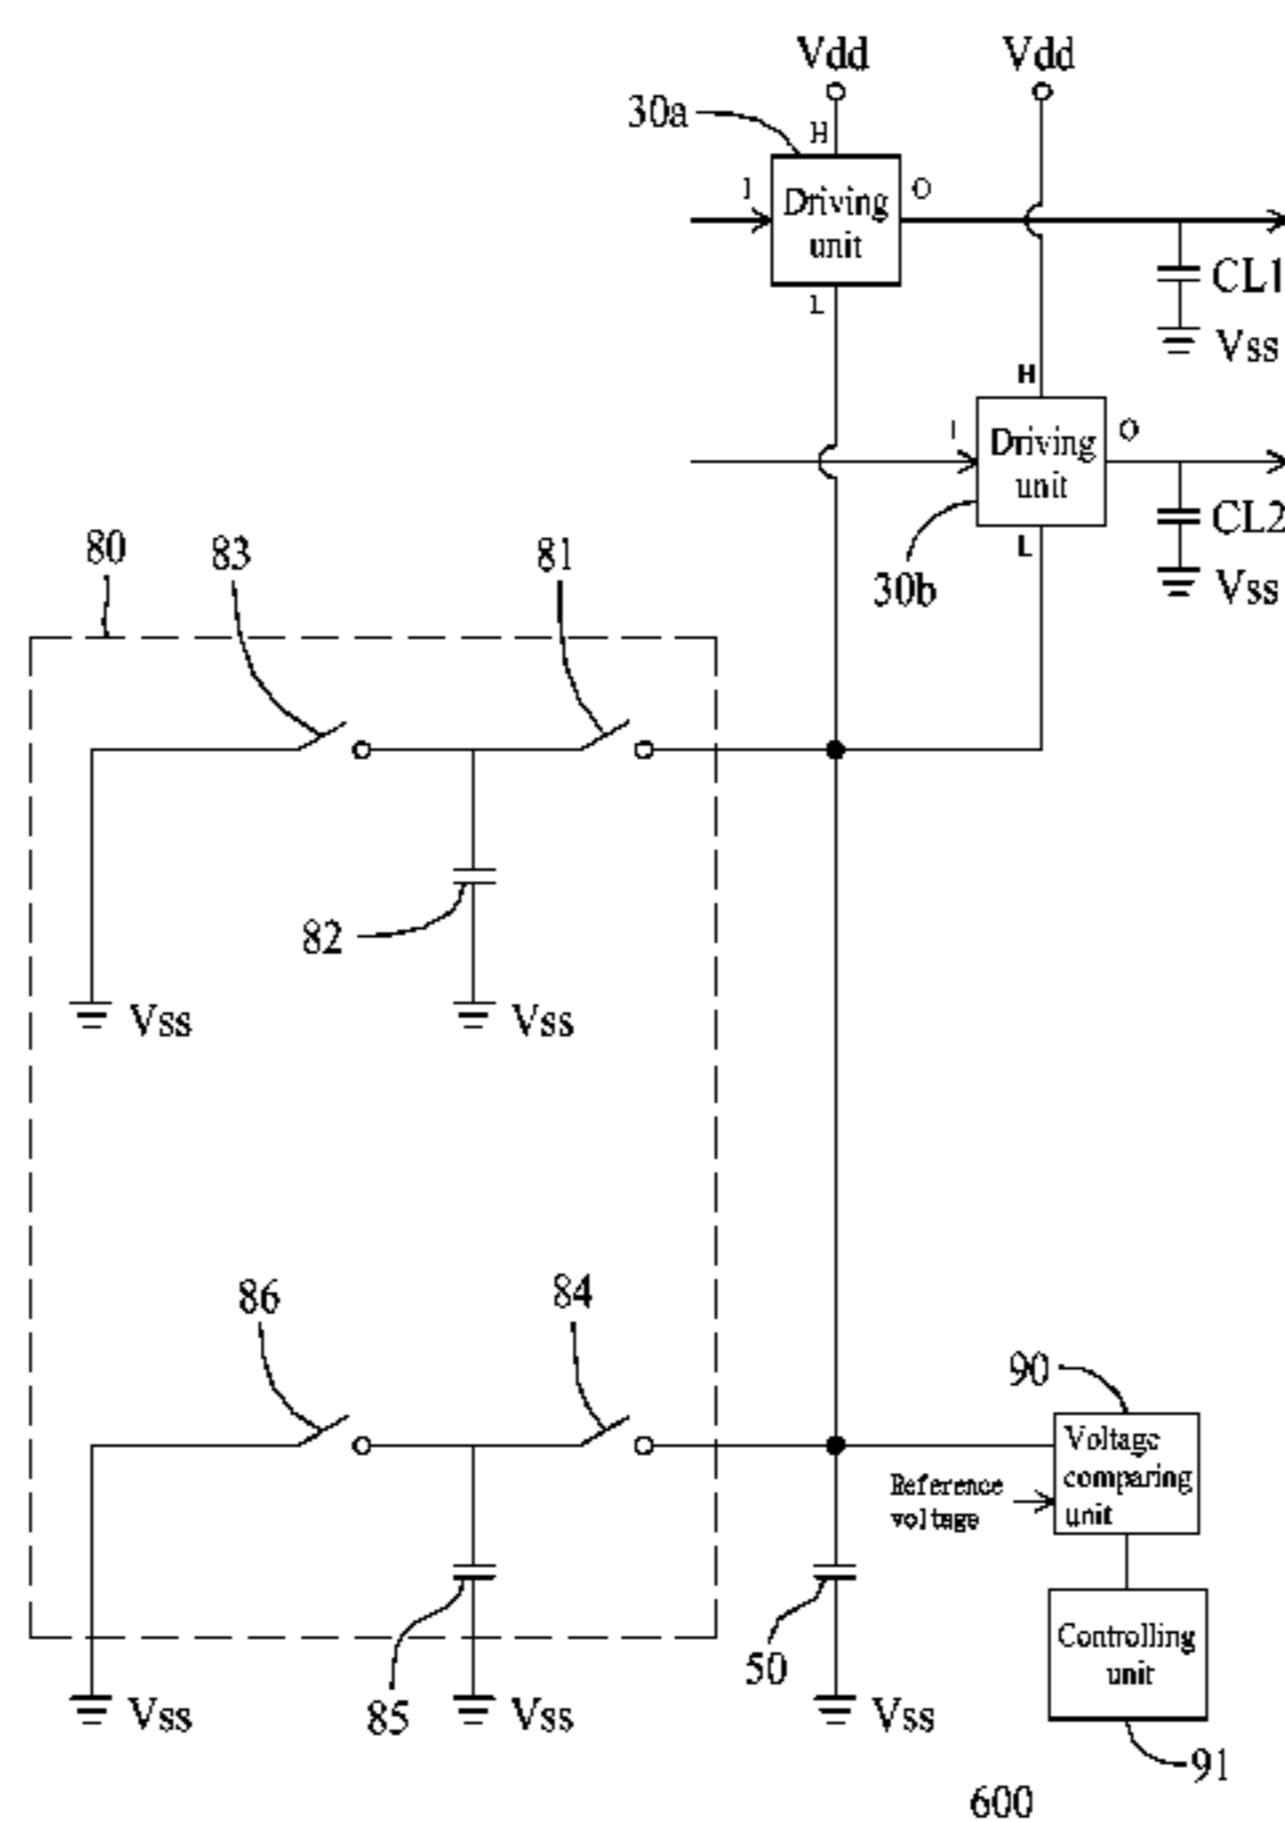 Vdd
Vdd
30a
H
I
Driving
unit
O
L
CL1
Vss
H
I
Driving
unit
O
L
30b
CL2
Vss
80
83
81
82
Vss
Vss
86
84
90
Voltage
comparing
unit
Reference
voltage
Controlling
unit
50
85
Vss
Vss
Vss
91
600